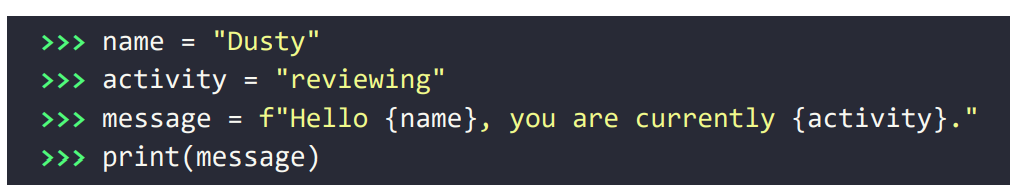 >>> name = "Dusty"
>>> activity = "reviewing"
>>> message = f"Hello {name}, you are currently {activity}."
>>> print(message)